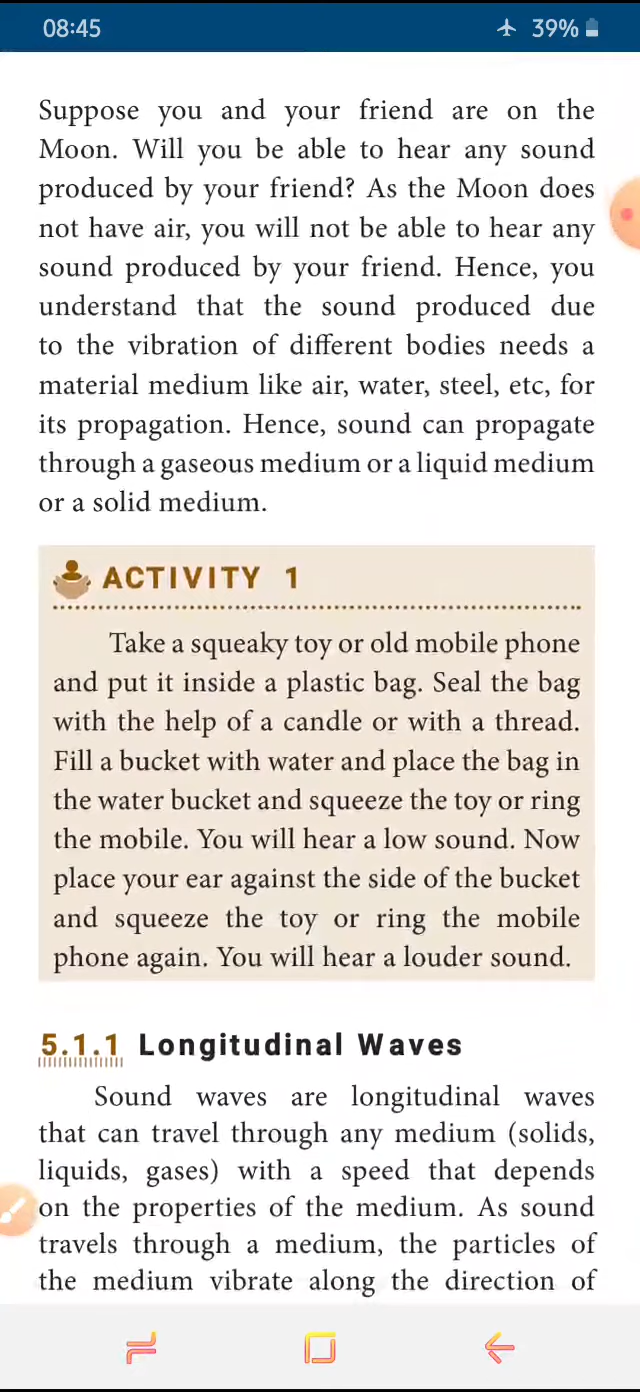 08:45
39%
Suppose you and your friend are on the
Moon. Will you be able to hear any sound
produced by your friend? As the Moon does
not have air, you will not be able to hear any
sound produced by your friend. Hence, you
understand that the sound produced due
to the vibration of different bodies needs a
material medium like air, water, steel, etc, for
its propagation. Hence, sound can propagate
through a gaseous medium or a liquid medium
or a solid medium.
ACTIVITY 1
Take a squeaky toy or old mobile phone
and put it inside a plastic bag. Seal the bag
with the help of a candle or with a thread.
Fill a bucket with water and place the bag in
the water bucket and squeeze the toy or ring
the mobile. You will hear a low sound. Now
place your ear against the side of the bucket
and squeeze the toy or ring the mobile
phone again. You will hear a louder sound.
5.1.1 Longitudinal Waves
Sound waves are longitudinal waves
that can travel through any medium (solids,
liquids, gases) with a speed that depends
on the properties of the medium. As sound
travels through a medium, the particles of
the medium vibrate along the direction of